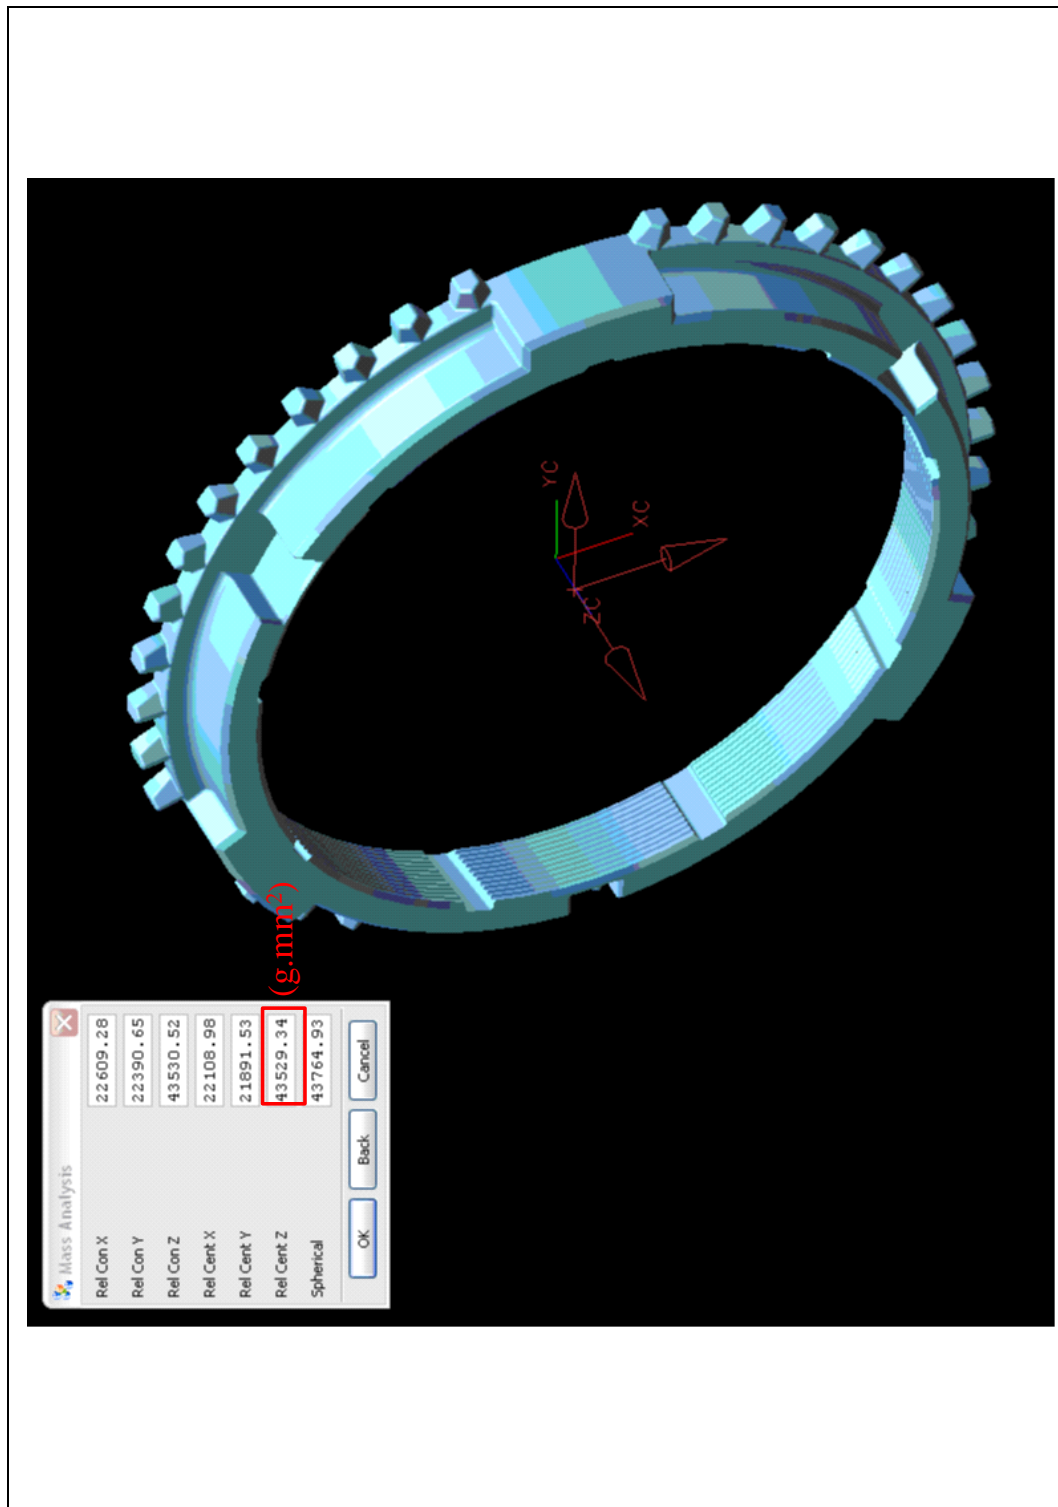 Mass Analysis
Rel Con X 22609.28
Rel Con Y 22390.65
Rel Con Z 43530.52
Rel Cent X 22108.98
Rel Cent Y 21891.53
Rel Cent Z 43529.34
Spherical 43764.93
OK Back Cancel
(g.mm²)
YC
XC
ZC